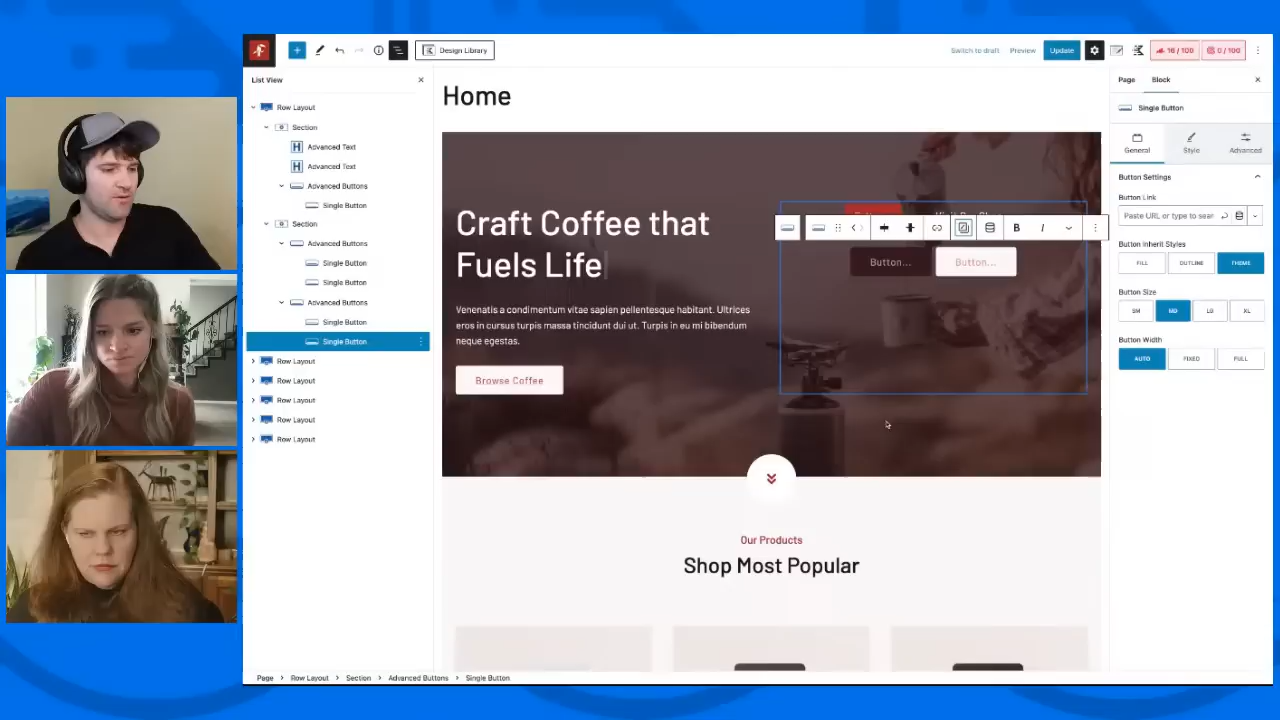 Design Library
Switch to draft
Preview
Update
16 / 100
0 / 100
List View
Row Layout
Section
Advanced Text
Advanced Text
Advanced Buttons
Single Button
Section
Advanced Buttons
Single Button
Single Button
Advanced Buttons
Single Button
Single Button
Row Layout
Row Layout
Row Layout
Row Layout
Row Layout
Home
Craft Coffee that
Fuels Life
Venenatis a condimentum vitae sapien pellentesque habitant. Ultrices
eros in cursus turpis massa tincidunt dui ut. Turpis in eu mi bibendum
neque egestas.
Browse Coffee
B
I
Button...
Button...
Our Products
Shop Most Popular
Page
Block
Single Button
General
Style
Advanced
Button Settings
Button Link
Paste URL or type to sear
Button Inherit Styles
FILL
OUTLINE
THEME
Button Size
SM
MD
LG
XL
Button Width
AUTO
FIXED
FULL
Page
Row Layout
Section
Advanced Buttons
Single Button